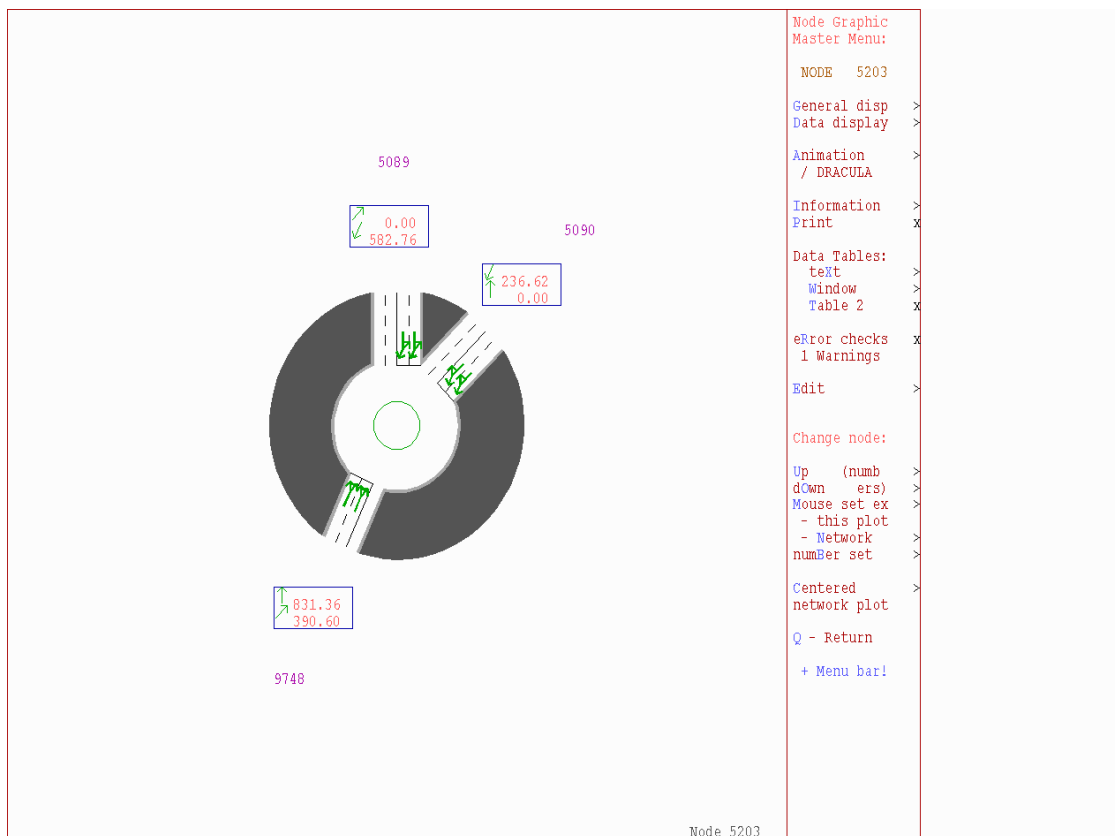 5089
0.00
582.76
5090
236.62
0.00
831.36
390.60
9748
Node 5203
Node Graphic
Master Menu:
NODE 5203
General disp >
Data display >
Animation >
/ DRACULA
Information >
Print x
Data Tables:
teXt >
Window >
Table 2 x
eRror checks x
1 Warnings
Edit >
Change node:
Up (numb >
dOwn ers) >
Mouse set ex >
- this plot
- Network >
numBer set >
Centered >
network plot
Q - Return
+ Menu bar!